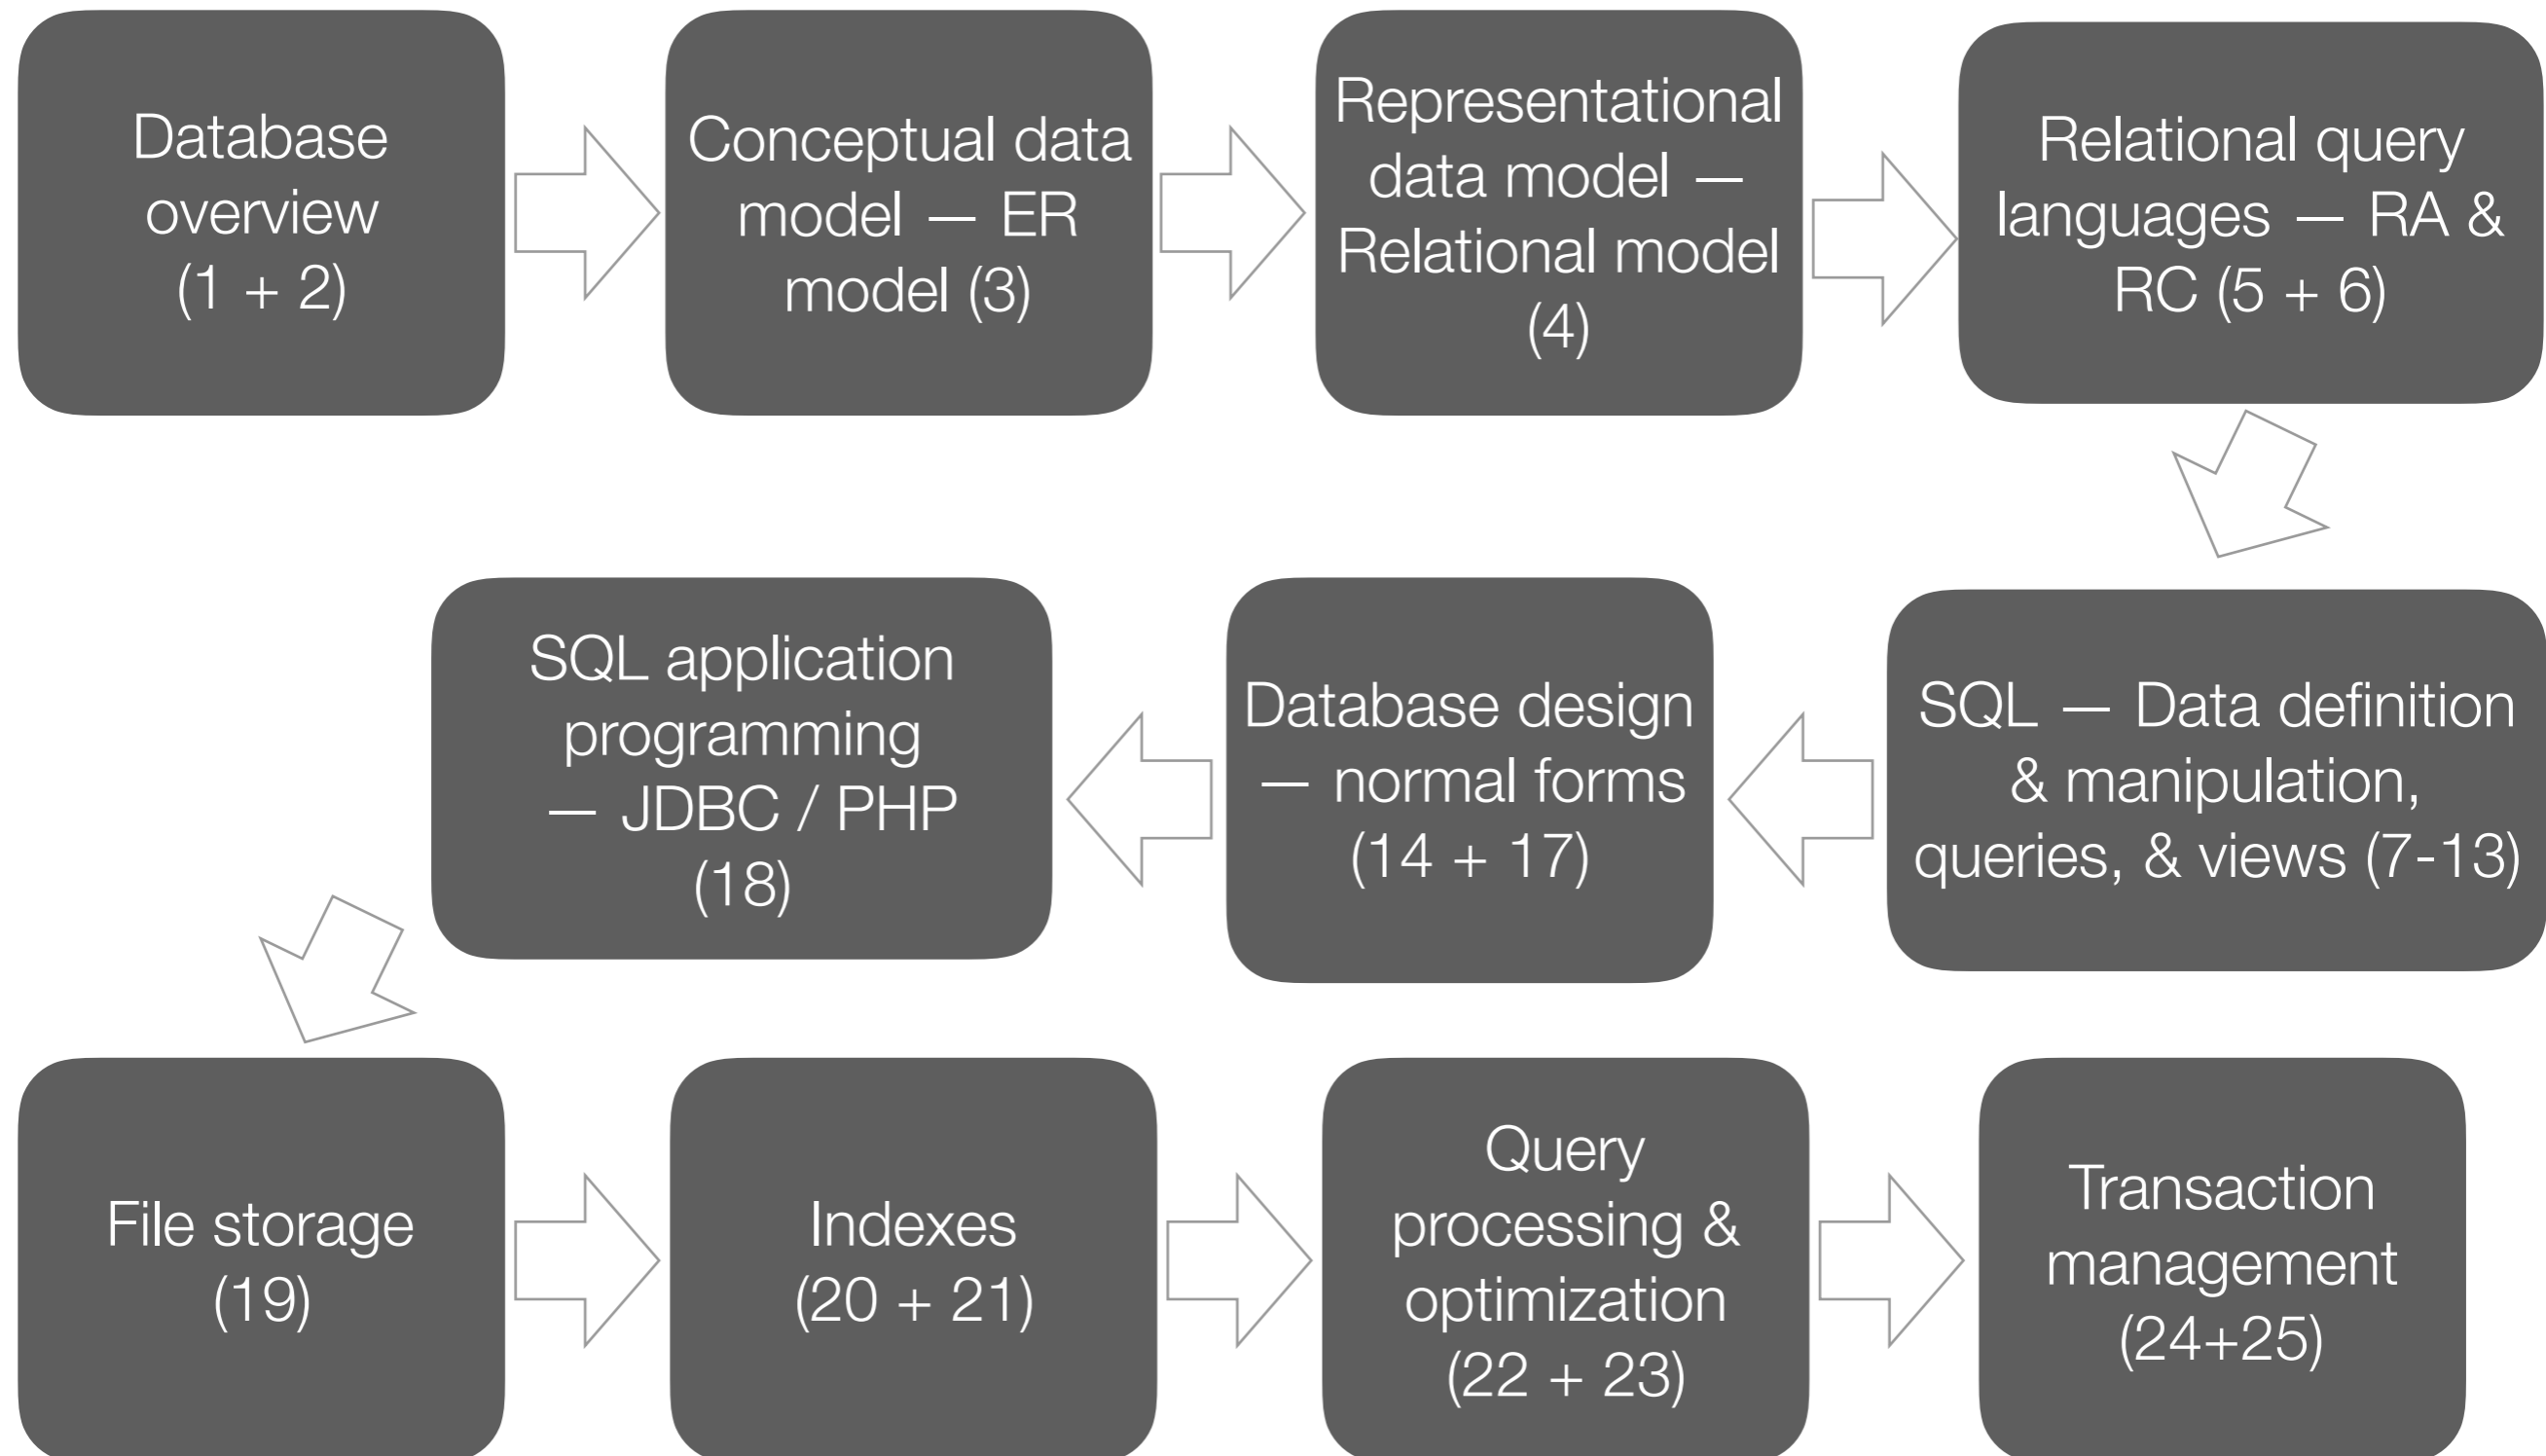 Database
overview
(1 + 2)
Conceptual data
model — ER
model (3)
Representational
data model —
Relational model
(4)
Relational query
languages — RA &
RC (5 + 6)
SQL — Data definition
& manipulation,
queries, & views (7-13)
Database design
— normal forms
(14 + 17)
SQL application
programming
— JDBC / PHP
(18)
File storage
(19)
Indexes
(20 + 21)
Query
processing &
optimization
(22 + 23)
Transaction
management
(24+25)